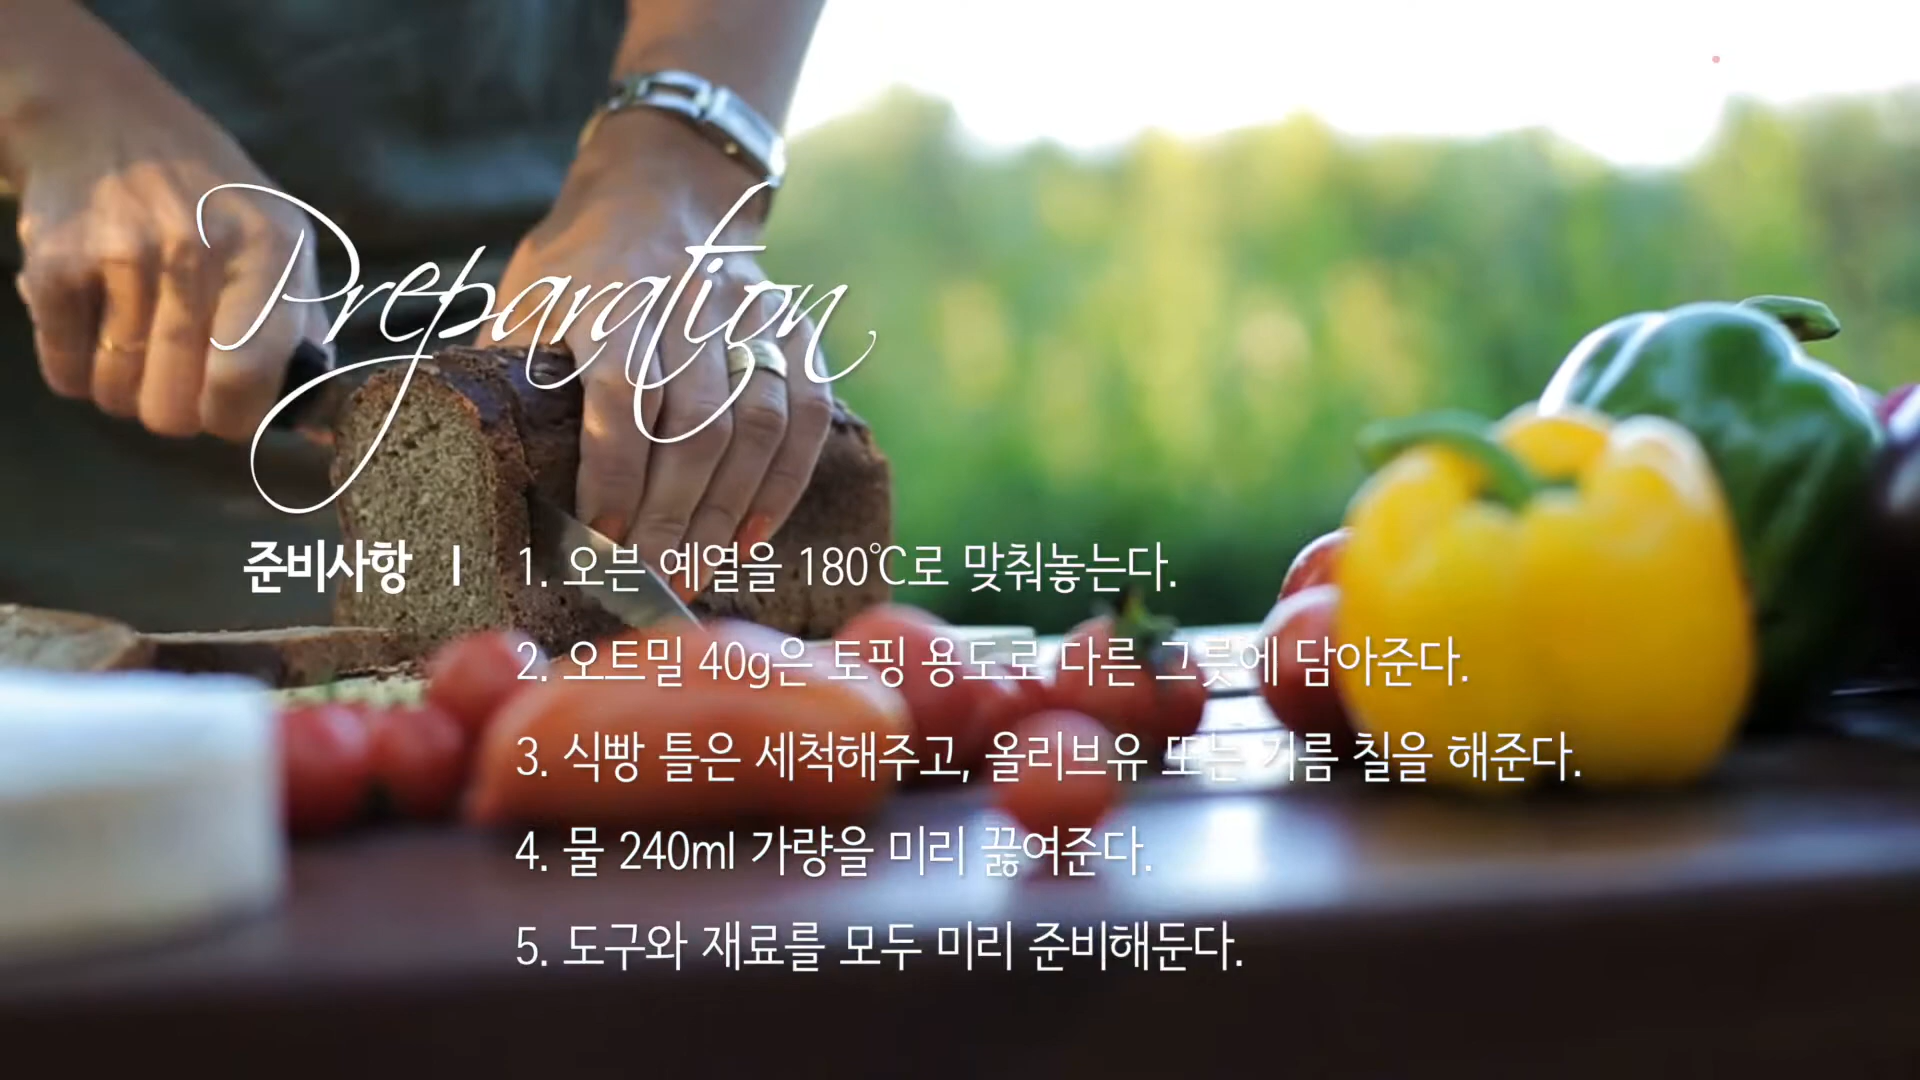 Preparation
준비사항 | 1. 오븐 예열을 180℃로 맞춰놓는다.
2. 오트밀 40g은 토핑 용도로 다른 그릇에 담아준다.
3. 식빵 틀은 세척해주고, 올리브유 또는 기름 칠을 해준다.
4. 물 240ml 가량을 미리 끓여준다.
5. 도구와 재료를 모두 미리 준비해둔다.